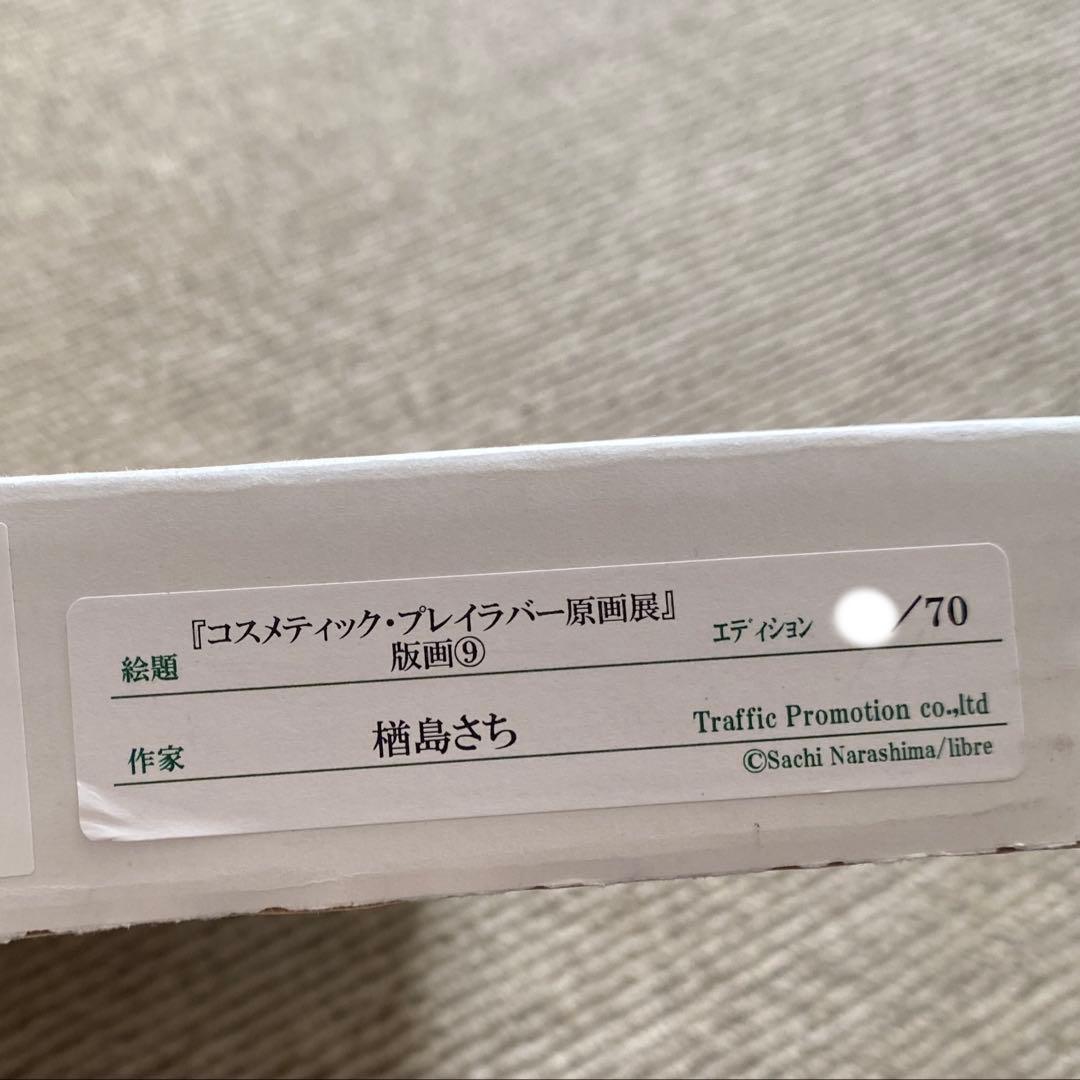 絵題 『コスメティック・プレイラバー原画展』 エディション /70
版画⑨
作家 楢島さち Traffic Promotion co.,ltd
©Sachi Narashima/libre